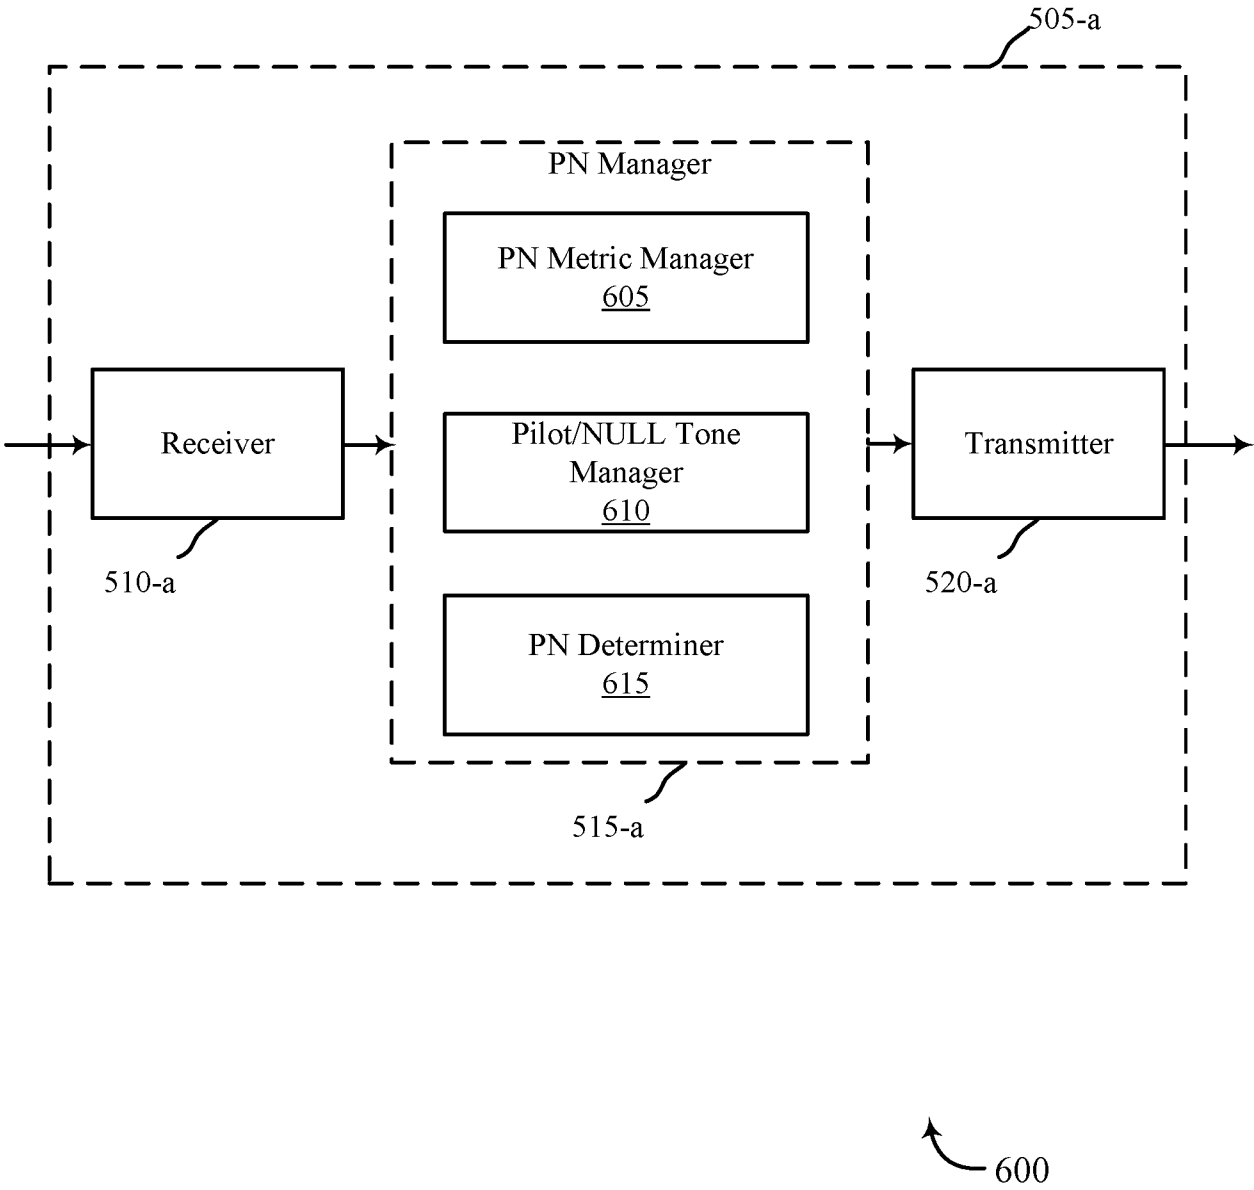 505-a
PN Manager
PN Metric Manager
605
Receiver
510-a
Pilot/NULL Tone
Manager
610
Transmitter
520-a
PN Determiner
615
515-a
600